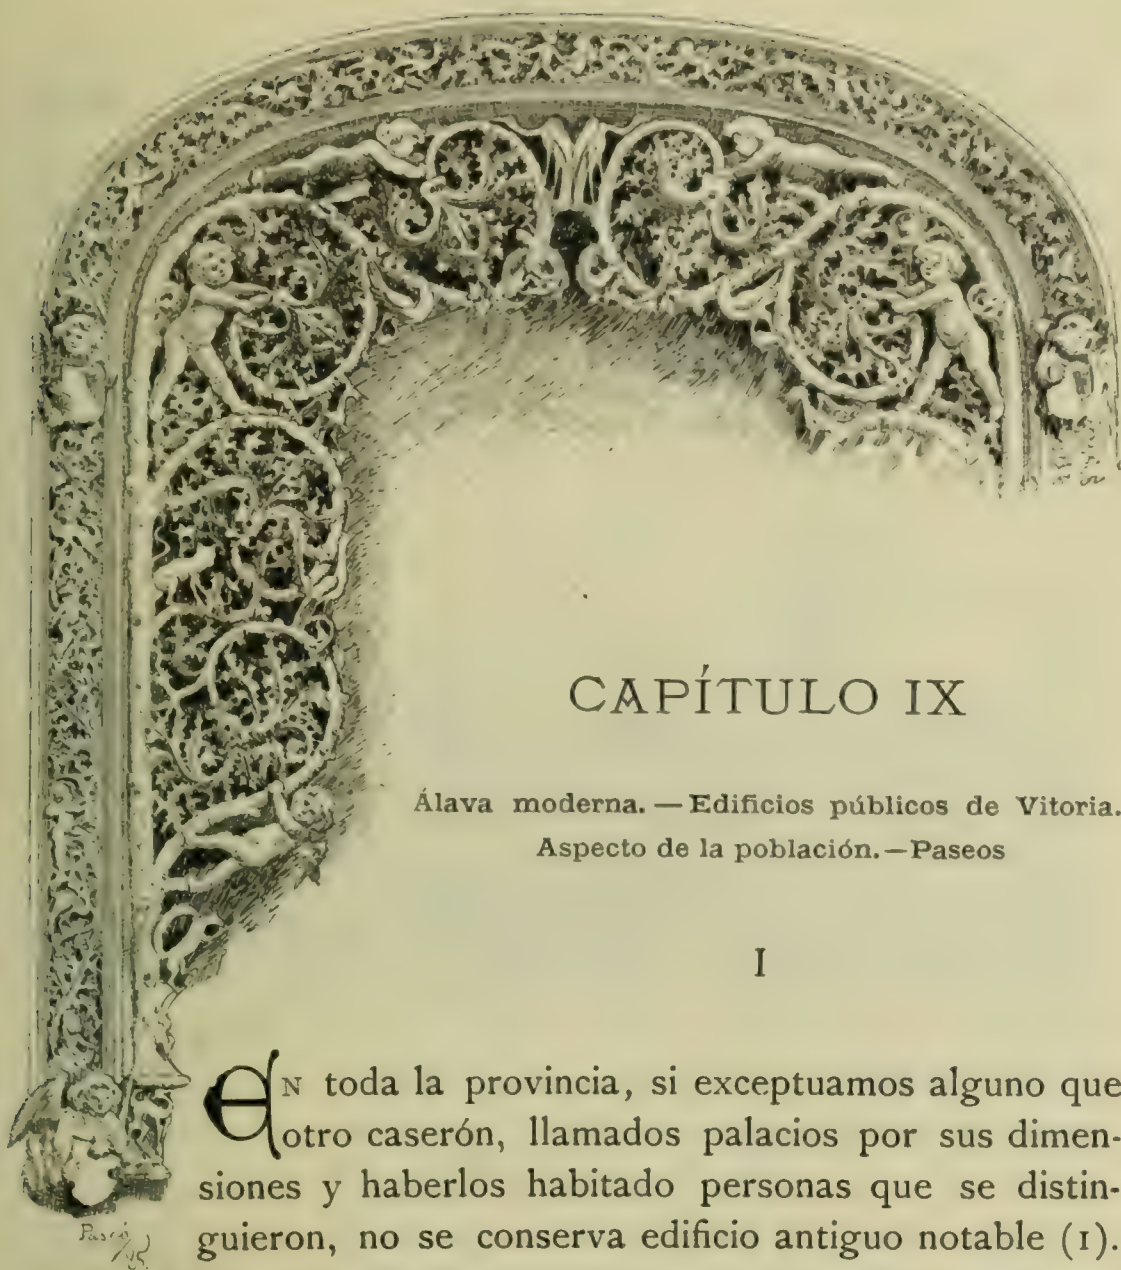 CAPÍTULO IX
Álava moderna. — Edificios públicos de Vitoria.
Aspecto de la población. — Paseos
I
EN toda la provincia, si exceptuamos alguno que
otro caserón, llamados palacios por sus dimen-
siones y haberlos habitado personas que se distin-
guieron, no se conserva edificio antiguo notable (1).